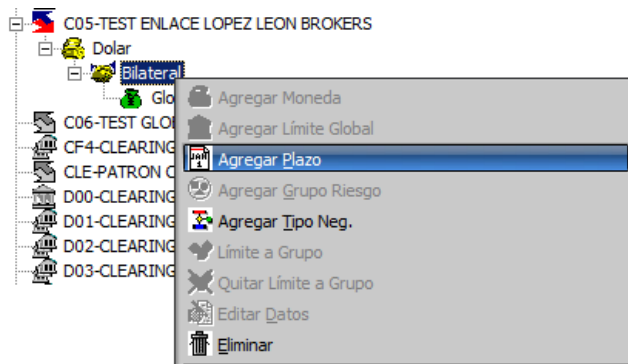 C05-TEST ENLACE LOPEZ LEON BROKERS
Dolar
Bilateral
Glo
C06-TEST GLO
CF4-CLEARING
CLE-PATRON C
D00-CLEARING
D01-CLEARING
D02-CLEARING
D03-CLEARING
Agregar Moneda
Agregar Límite Global
Agregar Plazo
Agregar Grupo Riesgo
Agregar Tipo Neg.
Límite a Grupo
Quitar Límite a Grupo
Editar Datos
Eliminar